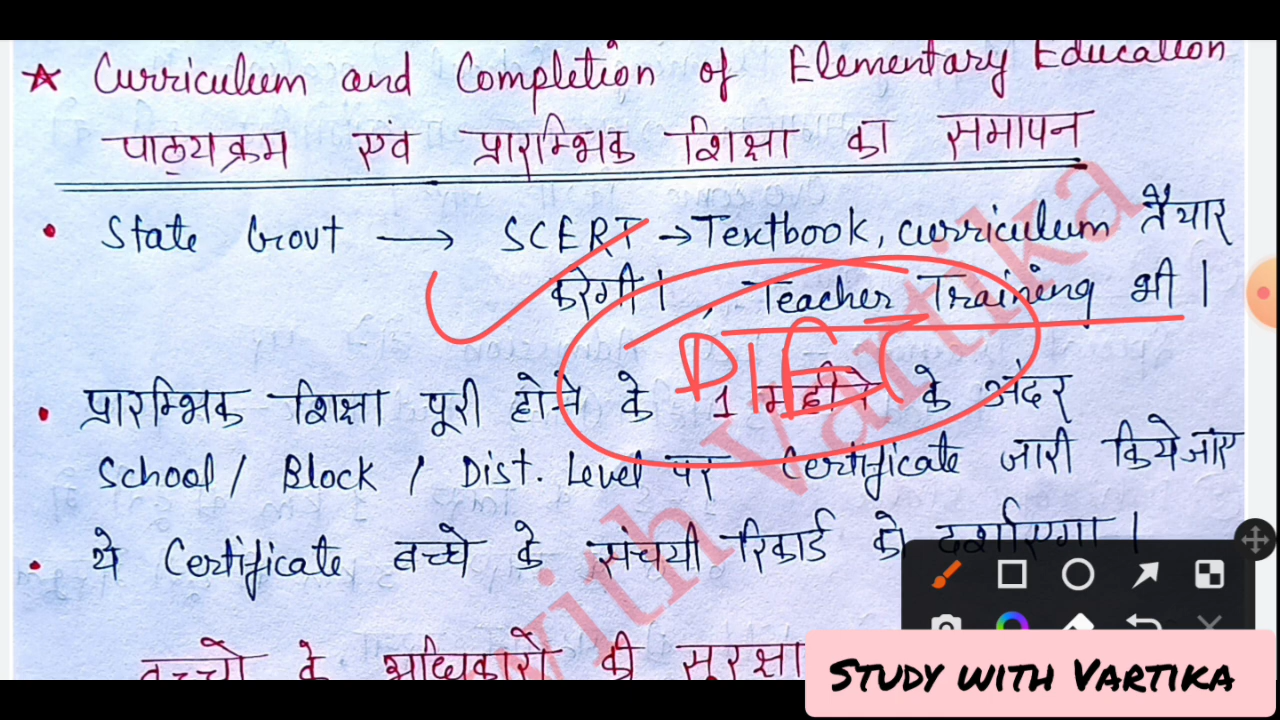 ★ Curriculum and Completion of Elementary Education
पाठ्यक्रम एवं प्रारम्भिक शिक्षा का समापन
• State Govt → SCERT → Textbook, curriculum तैयार
करेगी। , Teacher Training भी।
DIET
• प्रारम्भिक शिक्षा पूरी होने के 1 महीने के अंदर
School / Block / Dist. Level पर Certificate जारी किये जाए
• ये Certificate बच्चे के संचयी रिकार्ड को दर्शाएगा।
बच्चो के अधिकारों की सुरक्षा
with Vartika
STUDY WITH VARTIKA